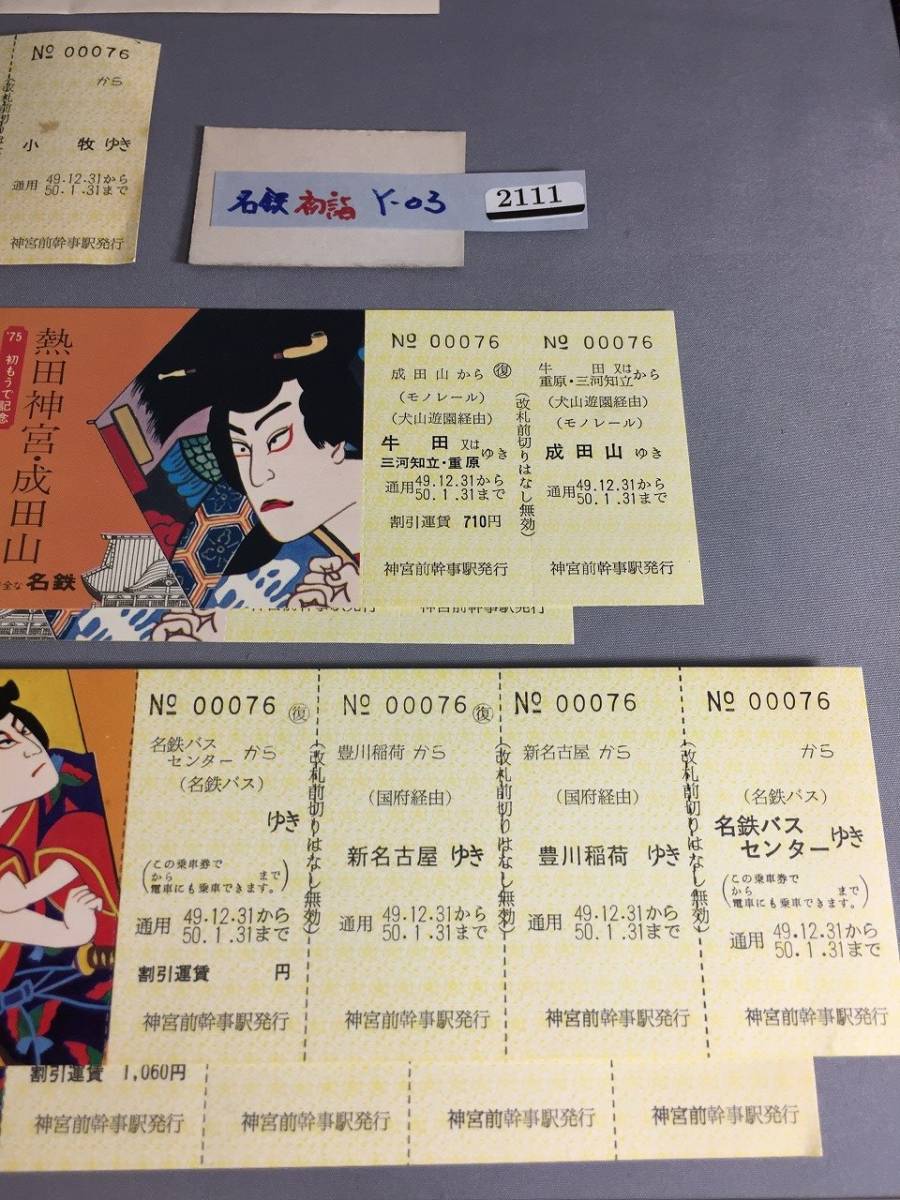 No 00076
から
小牧ゆき
通用 49.12.31から
50.1.31まで
神宮前幹事駅発行
名鉄 初詣 Y-03
2111
'75 初もうで記念
熱田神宮・成田山
全な 名鉄
No 00076
成田山から 復
(モノレール)
(犬山遊園経由)
牛田 又は
三河知立・重原 ゆき
通用 49.12.31から
50.1.31まで
割引運賃 710円
神宮前幹事駅発行
(改札前切りはなし無効)
No 00076
牛田 又は
重原・三河知立 から
(犬山遊園経由)
(モノレール)
成田山 ゆき
通用 49.12.31から
50.1.31まで
神宮前幹事駅発行
神宮前幹事駅発行
神宮前幹事駅発行
No 00076 復
名鉄バス
センター から
(名鉄バス)
ゆき
(この乗車券で
から まで
電車にも乗車できます。)
通用 49.12.31から
50.1.31まで
割引運賃 円
神宮前幹事駅発行
(改札前切りはなし無効)
No 00076 復
豊川稲荷 から
(国府経由)
新名古屋 ゆき
通用 49.12.31から
50.1.31まで
神宮前幹事駅発行
(改札前切りはなし無効)
No 00076
新名古屋 から
(国府経由)
豊川稲荷 ゆき
通用 49.12.31から
50.1.31まで
神宮前幹事駅発行
(改札前切りはなし無効)
No 00076
から
(名鉄バス)
名鉄バス
センター ゆき
(この乗車券で
から まで
電車にも乗車できます。)
通用 49.12.31から
50.1.31まで
神宮前幹事駅発行
割引運賃 1,060円
神宮前幹事駅発行
神宮前幹事駅発行
神宮前幹事駅発行
神宮前幹事駅発行